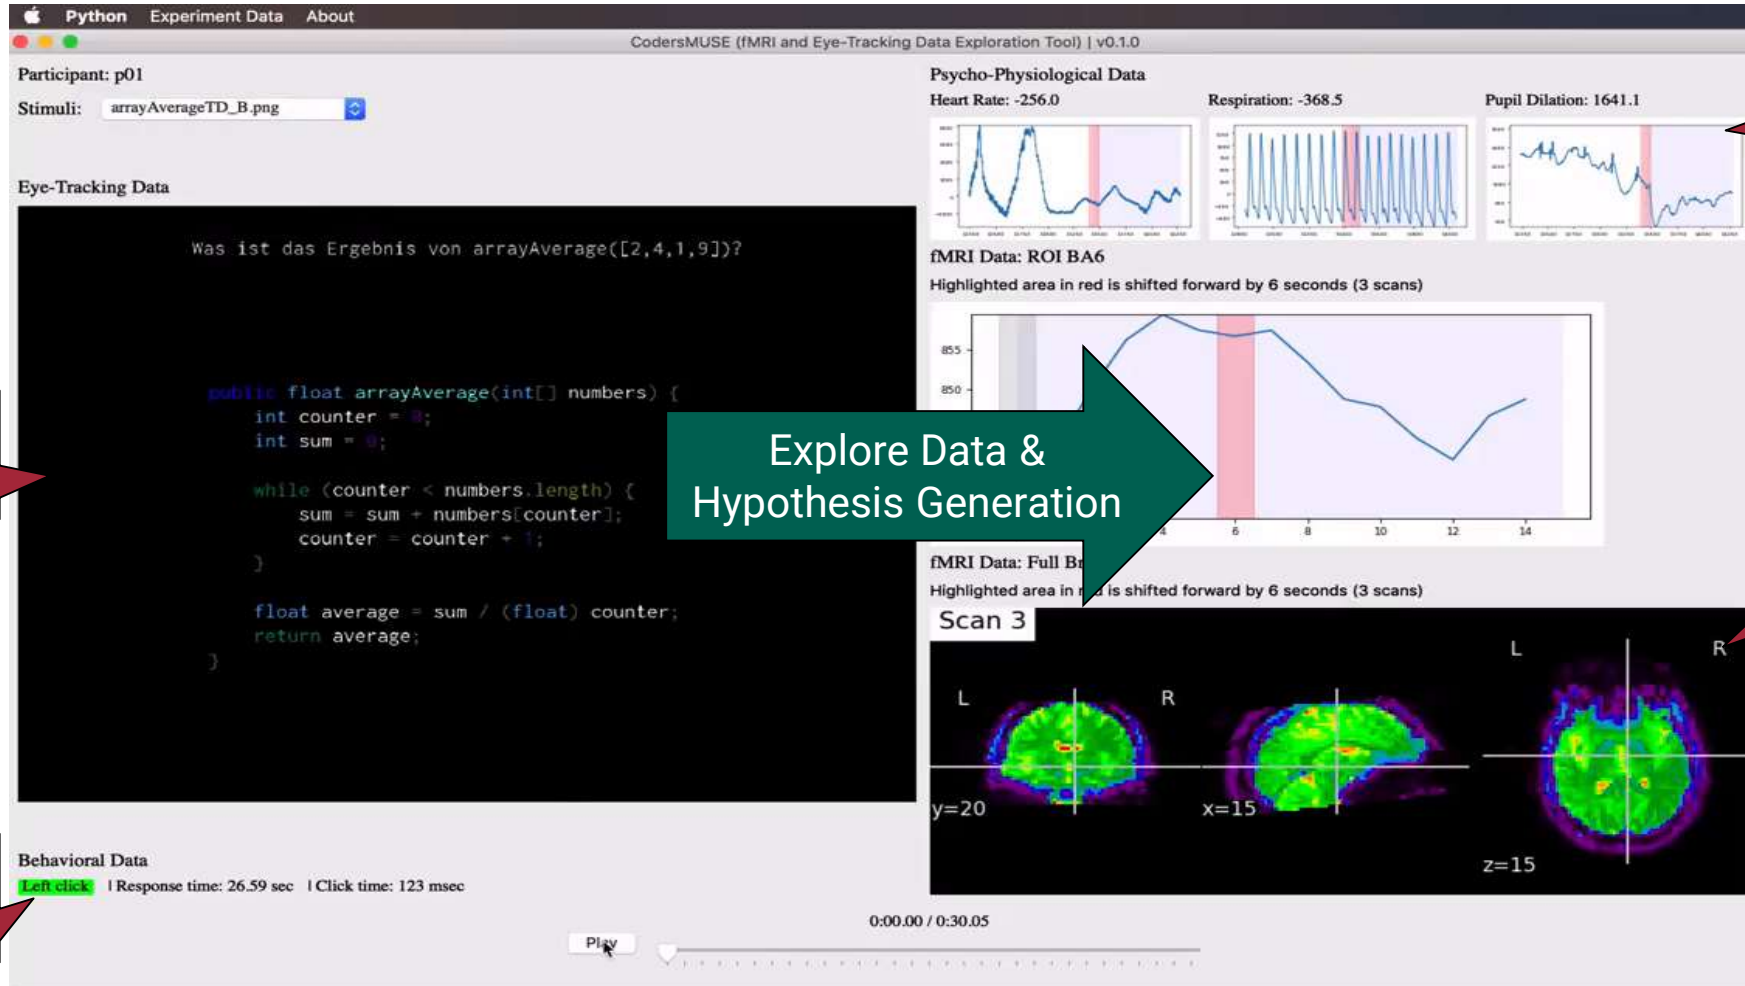 Python Experiment Data About
CodersMUSE (fMRI and Eye-Tracking Data Exploration Tool) | v0.1.0
Participant: p01
Stimuli: arrayAverageTD_B.png
Eye-Tracking Data
Was ist das Ergebnis von arrayAverage([2,4,1,9])?
public float arrayAverage(int[] numbers) {
int counter = 0;
int sum = 0;
while (counter < numbers.length) {
sum = sum + numbers[counter];
counter = counter + 1;
}
float average = sum / (float) counter;
return average;
}
Behavioral Data
Left click | Response time: 26.59 sec | Click time: 123 msec
Psycho-Physiological Data
Heart Rate: -256.0 Respiration: -368.5 Pupil Dilation: 1641.1
fMRI Data: ROI BA6
Highlighted area in red is shifted forward by 6 seconds (3 scans)
855
850
4 6 8 10 12 14
Explore Data &
Hypothesis Generation
fMRI Data: Full
Highlighted area in is shifted forward by 6 seconds (3 scans)
Scan 3
L R
L R
y=20 x=15
z=15
0:00.00 / 0:30.05
Play